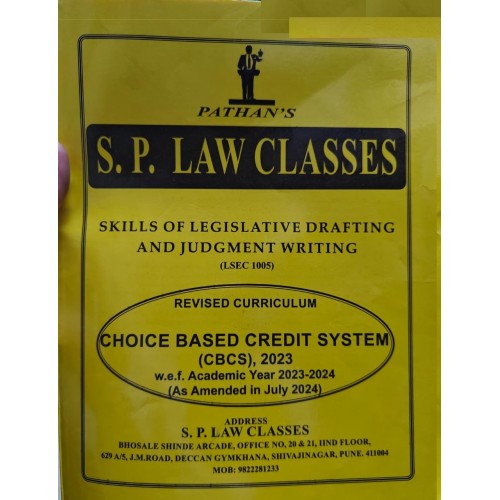 PATHAN'S
S. P. LAW CLASSES
SKILLS OF LEGISLATIVE DRAFTING
AND JUDGMENT WRITING
(LSEC 1005)
REVISED CURRICULUM
CHOICE BASED CREDIT SYSTEM
(CBCS), 2023
w.e.f. Academic Year 2023-2024
(As Amended in July 2024)
ADDRESS
S. P. LAW CLASSES
BHOSALE SHINDE ARCADE, OFFICE NO, 20 & 21, IIND FLOOR,
629 A/5, J.M.ROAD, DECCAN GYMKHANA, SHIVAJINAGAR, PUNE. 411004
MOB: 9822281233